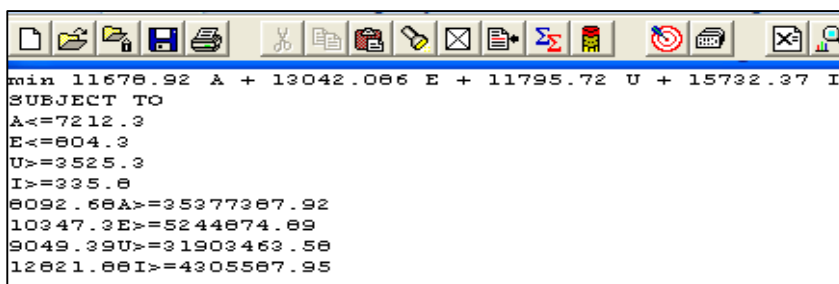 min 11678.92 A + 13042.086 E + 11795.72 U + 15732.37 I
SUBJECT TO
A<=7212.3
E<=804.3
U>=3525.3
I>=335.8
8092.68A>=35377387.92
10347.3E>=5244874.89
9049.39U>=31903463.58
12821.88I>=4305587.95